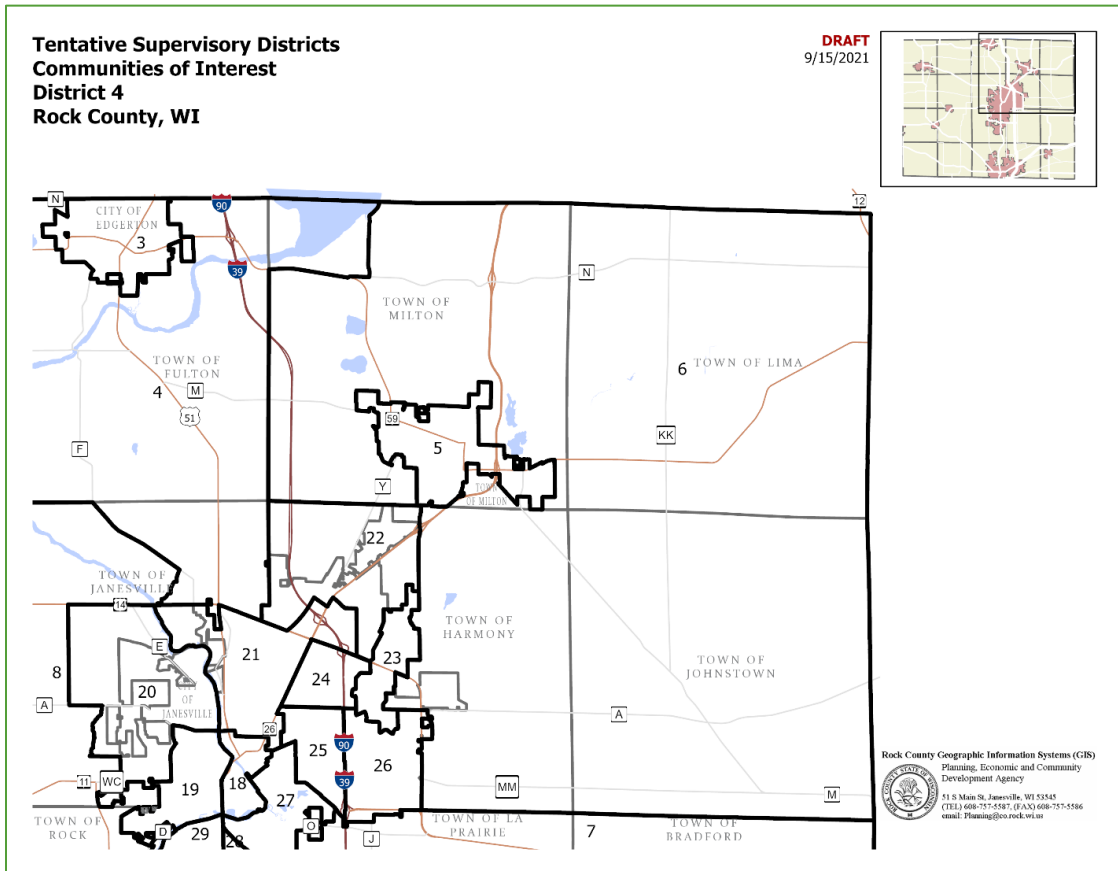 Tentative Supervisory Districts
Communities of Interest
District 4
Rock County, WI
DRAFT
9/15/2021
N
CITY OF
EDGERTON
3
90
12
39
N
TOWN OF
MILTON
TOWN OF
FULTON
M
4
51
6
TOWN OF LIMA
59
5
KK
F
Y
TOWN
OF MILTON
22
TOWN OF
JANESVILLE
14
TOWN OF
HARMONY
E
21
23
TOWN OF
JOHNSTOWN
8
20
24
CITY
OF
JANESVILLE
A
26
A
25
90
26
11
WC
39
19
18
27
MM
M
TOWN OF
ROCK
D
29
28
O
J
TOWN OF LA
PRAIRIE
7
TOWN OF
BRADFORD
Rock County Geographic Information Systems (GIS)
Planning, Economic and Community
Development Agency
51 S Main St, Janesville, WI 53545
(TEL) 608-757-5587, (FAX) 608-757-5586
email: Planning@co.rock.wi.us